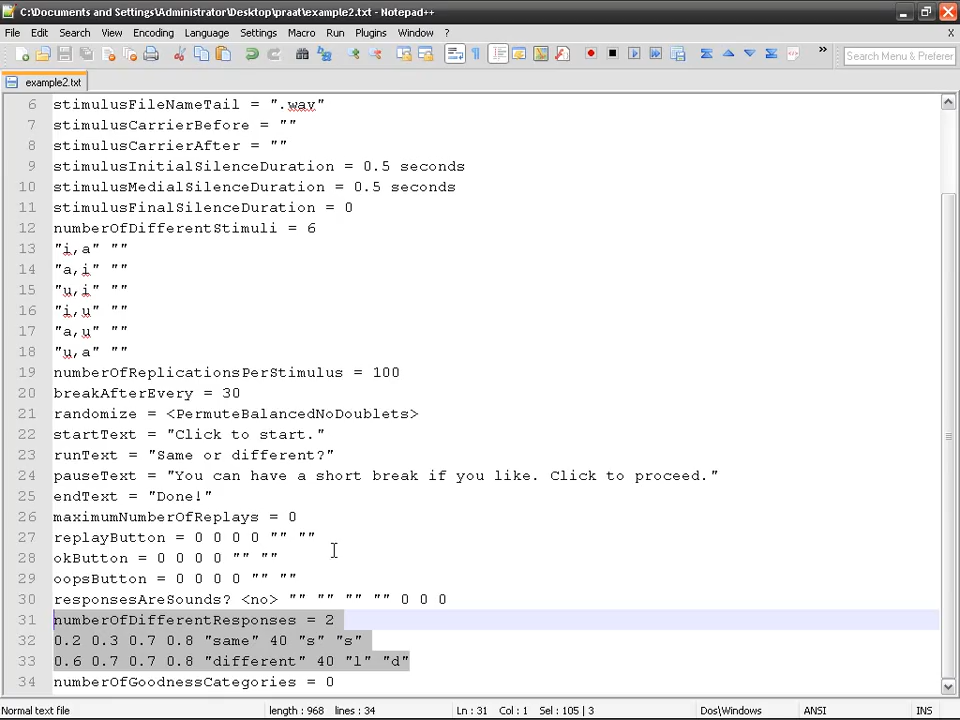 C:\Documents and Settings\Administrator\Desktop\praat\example2.txt - Notepad++
File Edit Search View Encoding Language Settings Macro Run Plugins Window ? X
» Search Menu & Preferer
example2.txt
6 stimulusFileNameTail = ".wav"
7 stimulusCarrierBefore = ""
8 stimulusCarrierAfter = ""
9 stimulusInitialSilenceDuration = 0.5 seconds
10 stimulusMedialSilenceDuration = 0.5 seconds
11 stimulusFinalSilenceDuration = 0
12 numberOfDifferentStimuli = 6
13 "i,a" ""
14 "a,i" ""
15 "u,i" ""
16 "i,u" ""
17 "a,u" ""
18 "u,a" ""
19 numberOfReplicationsPerStimulus = 100
20 breakAfterEvery = 30
21 randomize = <PermuteBalancedNoDoublets>
22 startText = "Click to start."
23 runText = "Same or different?"
24 pauseText = "You can have a short break if you like. Click to proceed."
25 endText = "Done!"
26 maximumNumberOfReplays = 0
27 replayButton = 0 0 0 0 "" ""
28 okButton = 0 0 0 0 "" ""
29 oopsButton = 0 0 0 0 "" ""
30 responsesAreSounds? <no> "" "" "" "" 0 0 0
31 numberOfDifferentResponses = 2
32 0.2 0.3 0.7 0.8 "same" 40 "s" "s"
33 0.6 0.7 0.7 0.8 "different" 40 "l" "d"
34 numberOfGoodnessCategories = 0
Normal text file length : 968 lines : 34 Ln : 31 Col : 1 Sel : 105 | 3 Dos\Windows ANSI INS